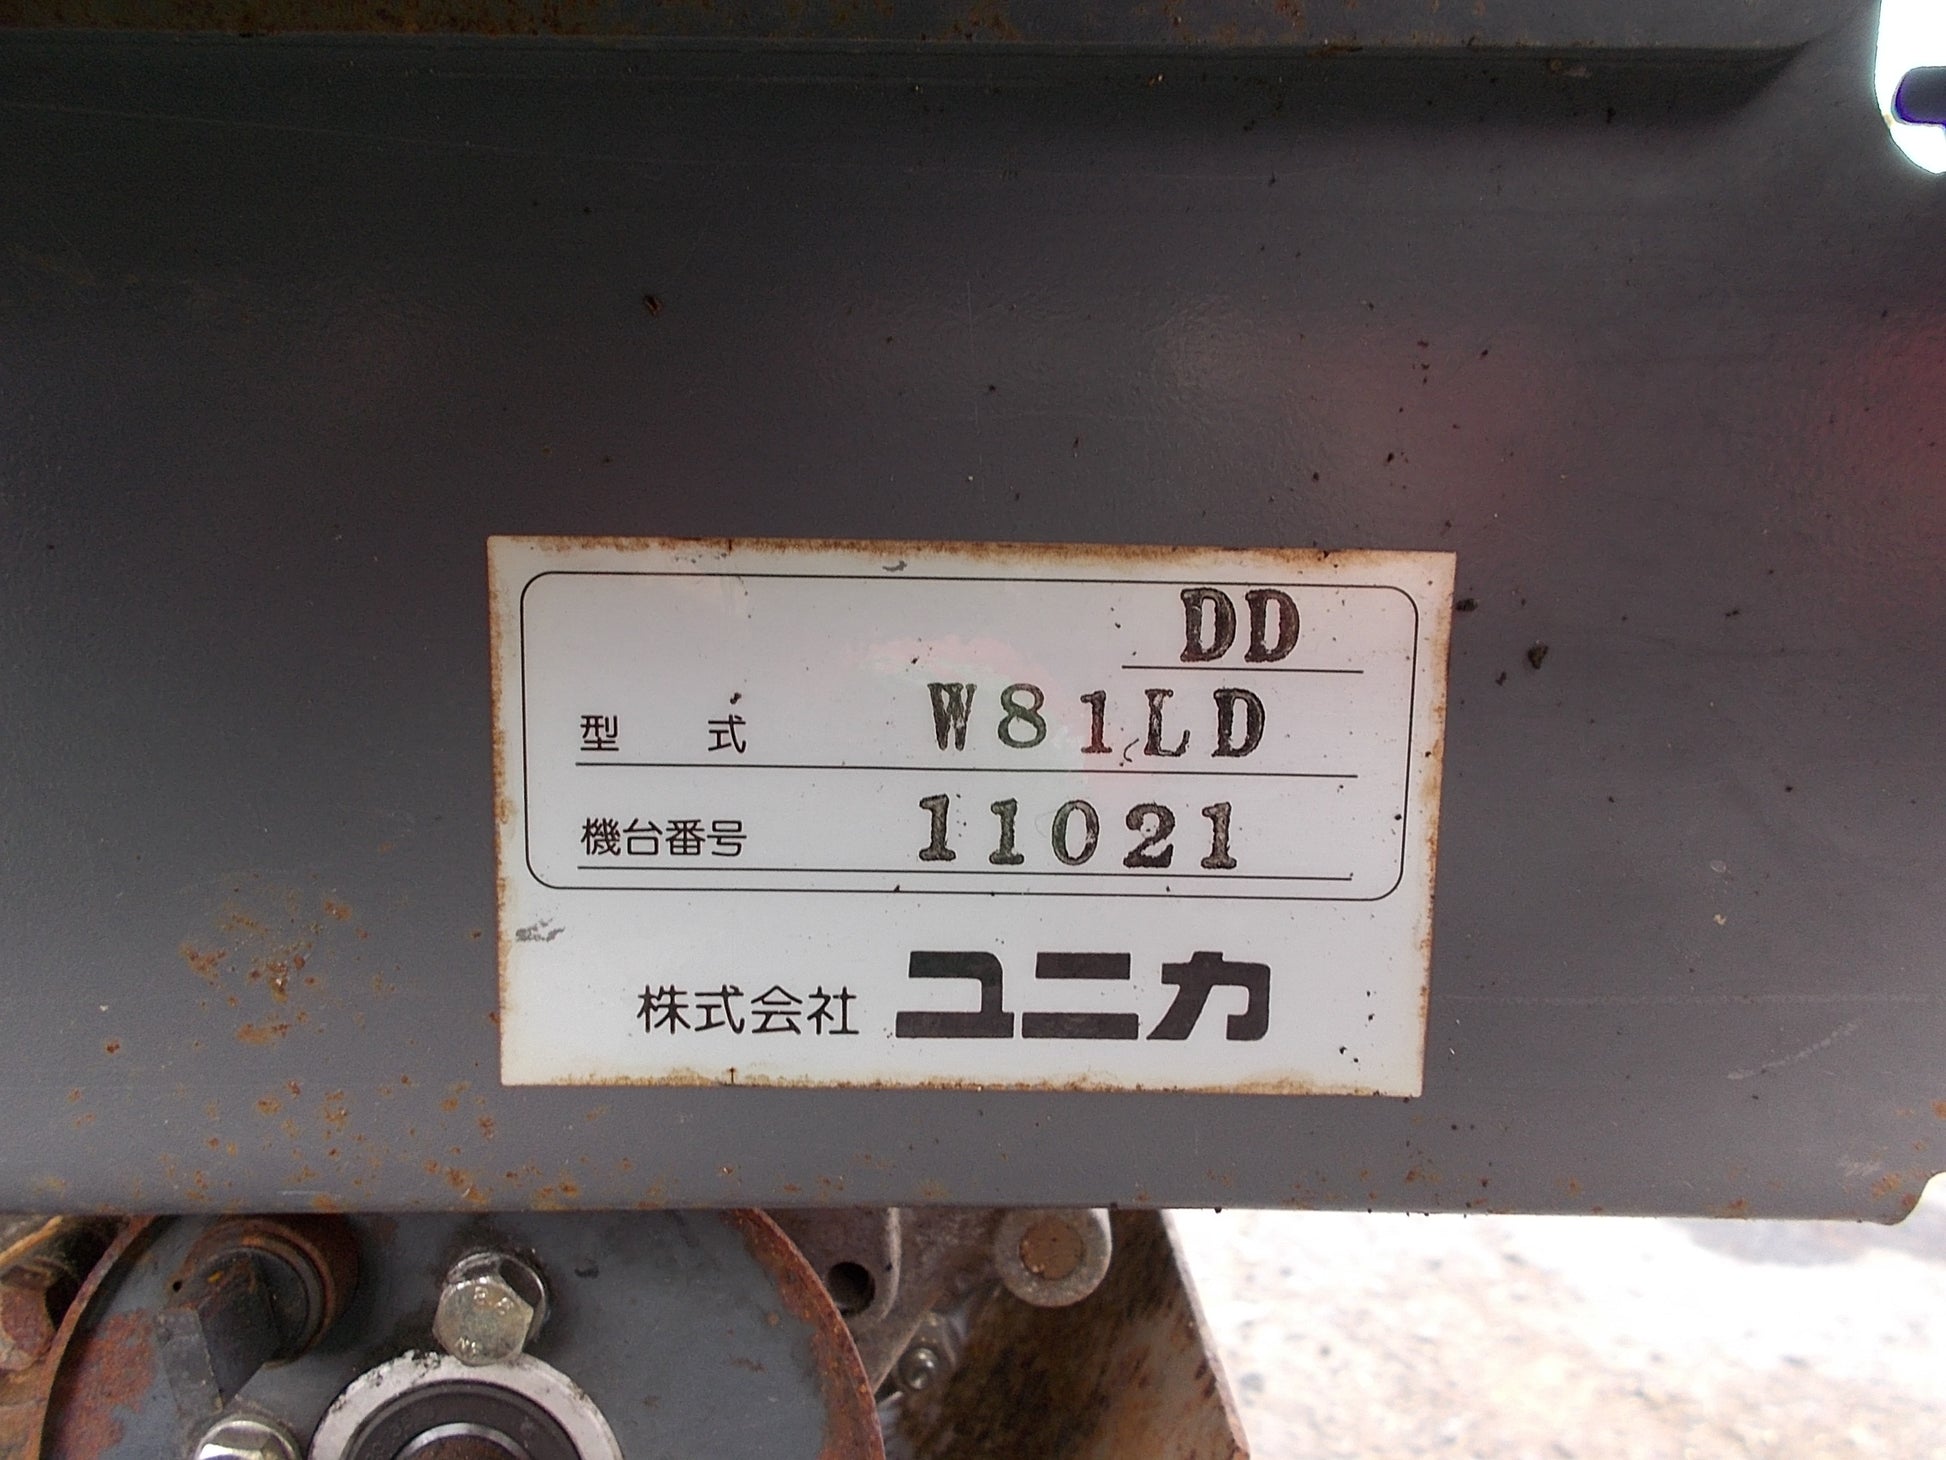 DD
型式 W81LD
機台番号 11021
株式会社 ユニカ